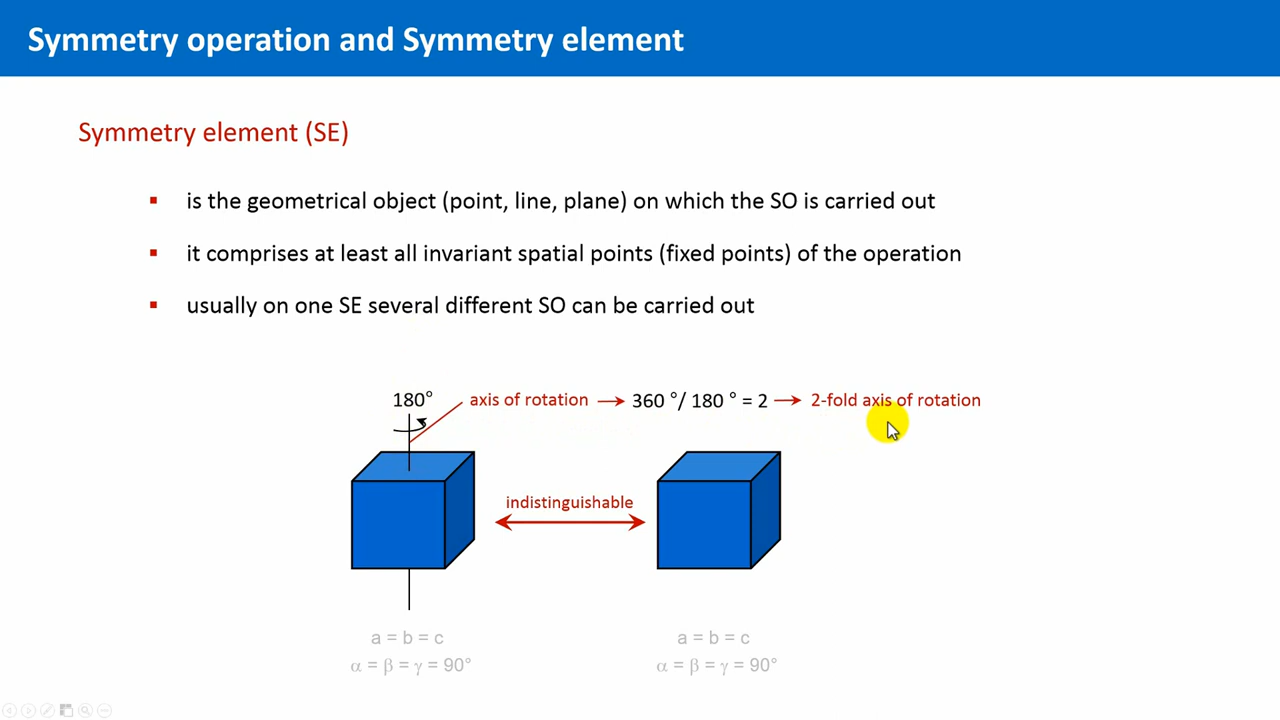 Symmetry operation and Symmetry element
Symmetry element (SE)
▪ is the geometrical object (point, line, plane) on which the SO is carried out
▪ it comprises at least all invariant spatial points (fixed points) of the operation
▪ usually on one SE several different SO can be carried out
180° axis of rotation → 360 °/ 180 ° = 2 → 2-fold axis of rotation
indistinguishable
a = b = c a = b = c
α = β = γ = 90° α = β = γ = 90°